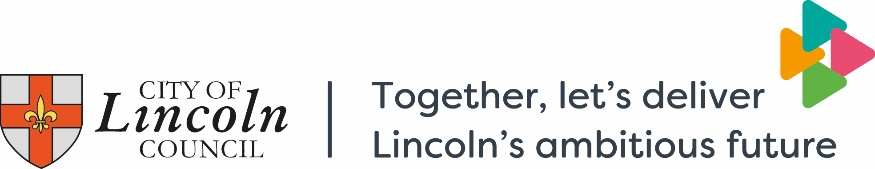 CITY OF
Lincoln
COUNCIL
Together, let's deliver
Lincoln's ambitious future